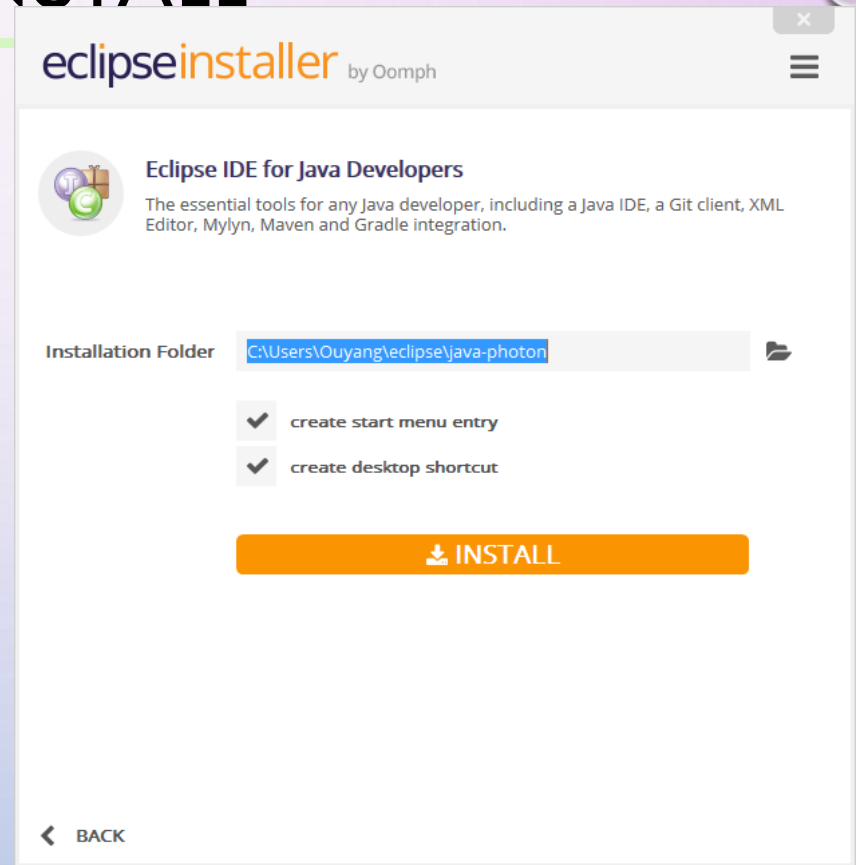 eclipseinstaller by Oomph
Eclipse IDE for Java Developers
The essential tools for any Java developer, including a Java IDE, a Git client, XML
Editor, Mylyn, Maven and Gradle integration.
Installation Folder C:\Users\Ouyang\eclipse\java-photon
create start menu entry
create desktop shortcut
INSTALL
BACK